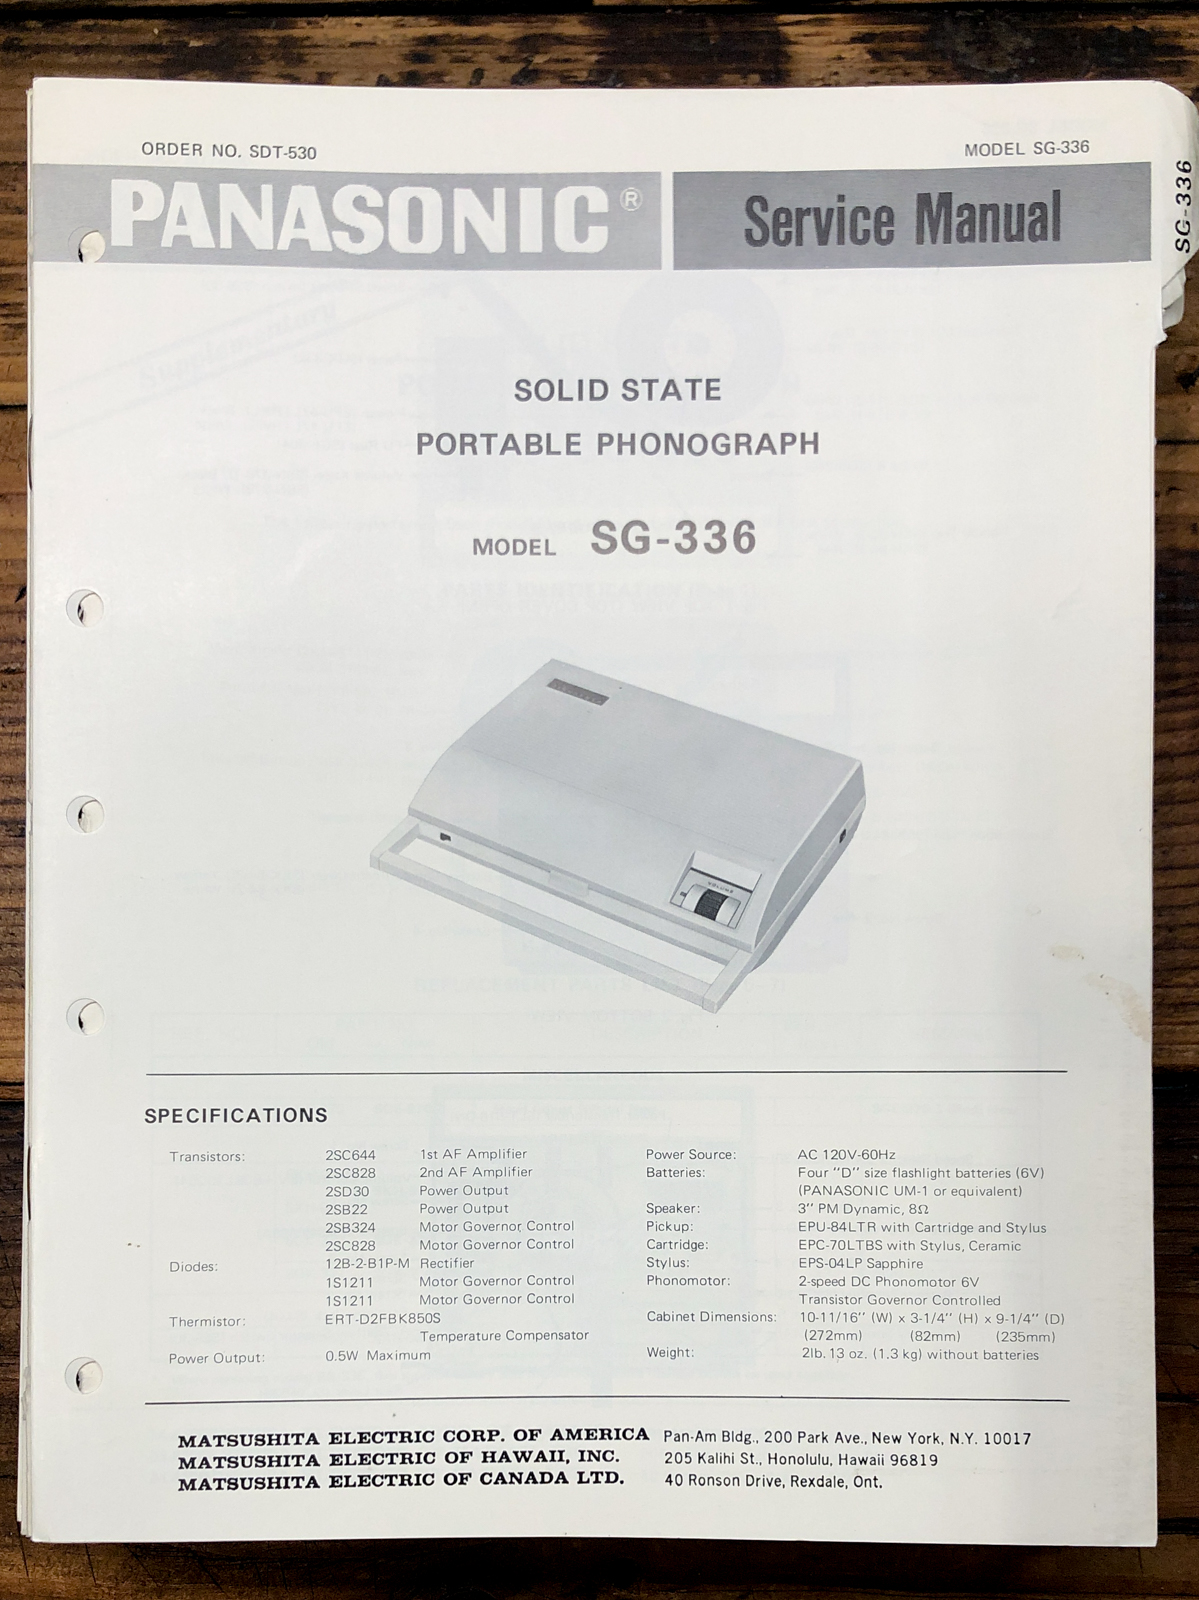 ORDER NO. SDT-530
MODEL SG-336
PANASONIC®
Service Manual
SG-336
SOLID STATE
PORTABLE PHONOGRAPH
MODEL SG-336
VOLUME
SPECIFICATIONS
Transistors: 2SC644 1st AF Amplifier
2SC828 2nd AF Amplifier
2SD30 Power Output
2SB22 Power Output
2SB324 Motor Governor Control
2SC828 Motor Governor Control
Diodes: 12B-2-B1P-M Rectifier
1S1211 Motor Governor Control
1S1211 Motor Governor Control
Thermistor: ERT-D2FBK850S
Temperature Compensator
Power Output: 0.5W Maximum
Power Source: AC 120V-60Hz
Batteries: Four "D" size flashlight batteries (6V)
(PANASONIC UM-1 or equivalent)
Speaker: 3" PM Dynamic, 8Ω
Pickup: EPU-84LTR with Cartridge and Stylus
Cartridge: EPC-70LTBS with Stylus, Ceramic
Stylus: EPS-04LP Sapphire
Phonomotor: 2-speed DC Phonomotor 6V
Transistor Governor Controlled
Cabinet Dimensions: 10-11/16" (W) x 3-1/4" (H) x 9-1/4" (D)
(272mm) (82mm) (235mm)
Weight: 2lb. 13 oz. (1.3 kg) without batteries
MATSUSHITA ELECTRIC CORP. OF AMERICA Pan-Am Bldg., 200 Park Ave., New York, N.Y. 10017
MATSUSHITA ELECTRIC OF HAWAII, INC. 205 Kalihi St., Honolulu, Hawaii 96819
MATSUSHITA ELECTRIC OF CANADA LTD. 40 Ronson Drive, Rexdale, Ont.